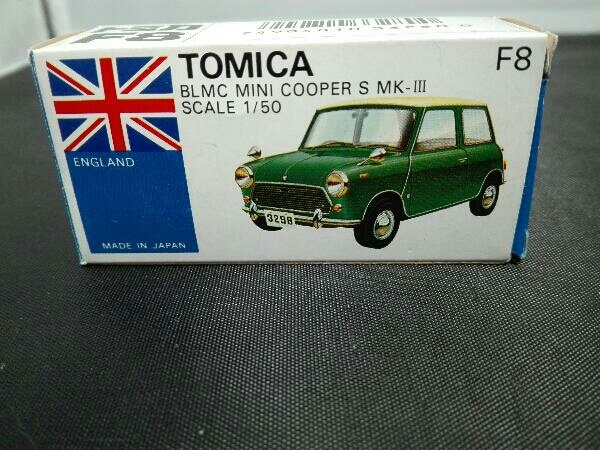 TOMICA
F8
BLMC MINI COOPER S MK-III
SCALE 1/50
ENGLAND
3298
MADE IN JAPAN